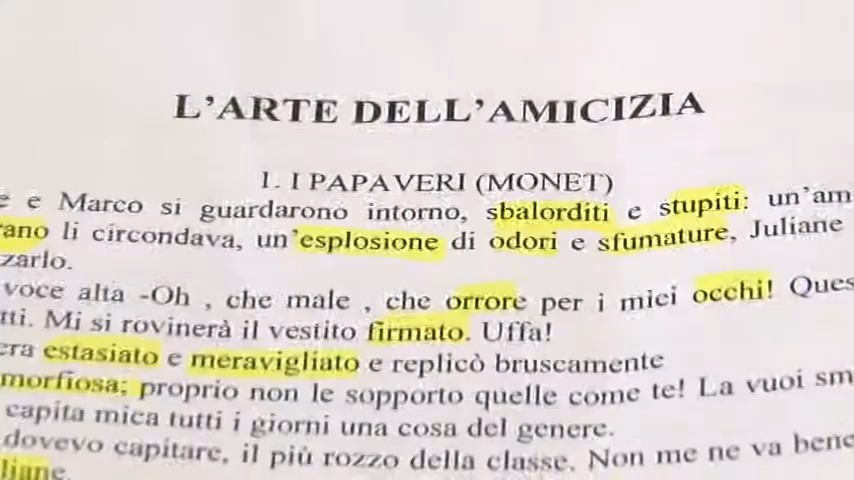 L'ARTE DELL'AMICIZIA
1. I PAPAVERI (MONET)
e e Marco si guardarono intorno, sbalorditi e stupiti: un'am
rano li circondava, un'esplosione di odori e sfumature, Juliane
zarlo.
voce alta -Oh , che male , che orrore per i miei occhi! Ques
tti. Mi si rovinerà il vestito firmato. Uffa!
era estasiato e meravigliato e replicò bruscamente
morfiosa; proprio non le sopporto quelle come te! La vuoi sm
capita mica tutti i giorni una cosa del genere.
dovevo capitare, il più rozzo della classe. Non me ne va bene
liane.